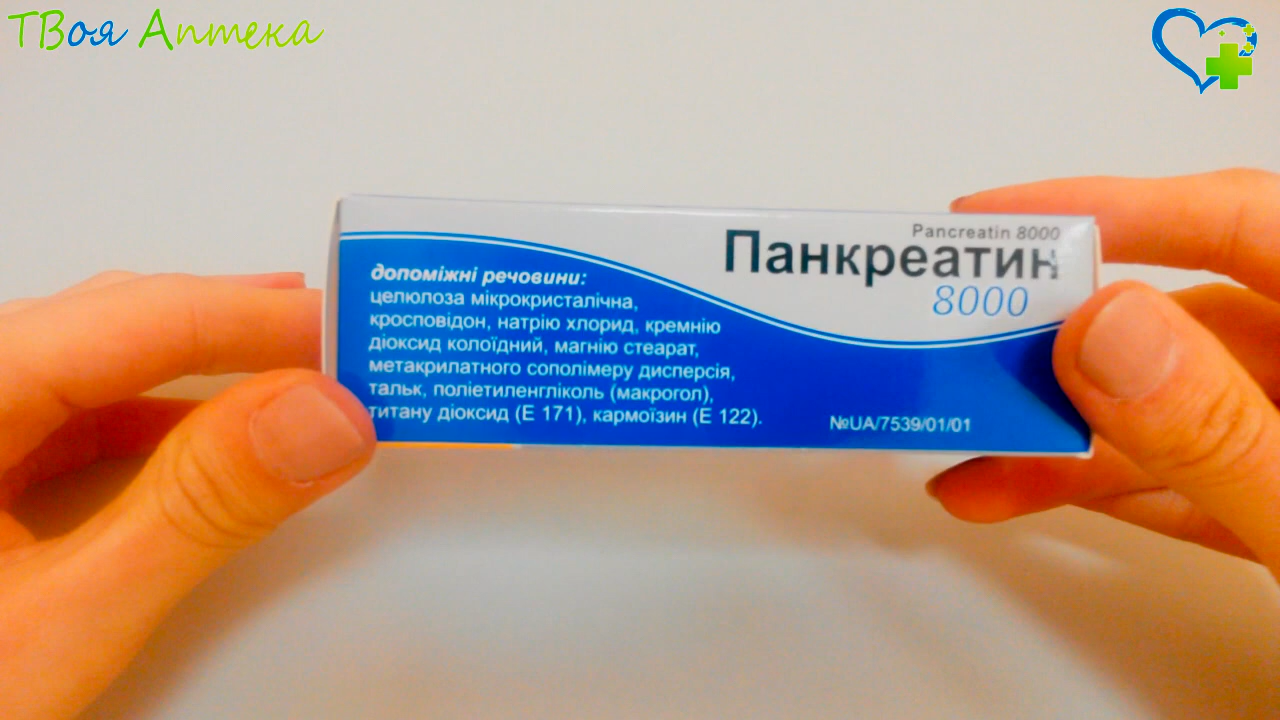 ТВоя Аптека
Pancreatin 8000
Панкреатин
8000
допоміжні речовини:
целюлоза мікрокристалічна,
кросповідон, натрію хлорид, кремнію
діоксид колоїдний, магнію стеарат,
метакрилатного сополімеру дисперсія,
тальк, поліетиленгліколь (макрогол),
титану діоксид (Е 171), кармоїзин (Е 122).
№UA/7539/01/01